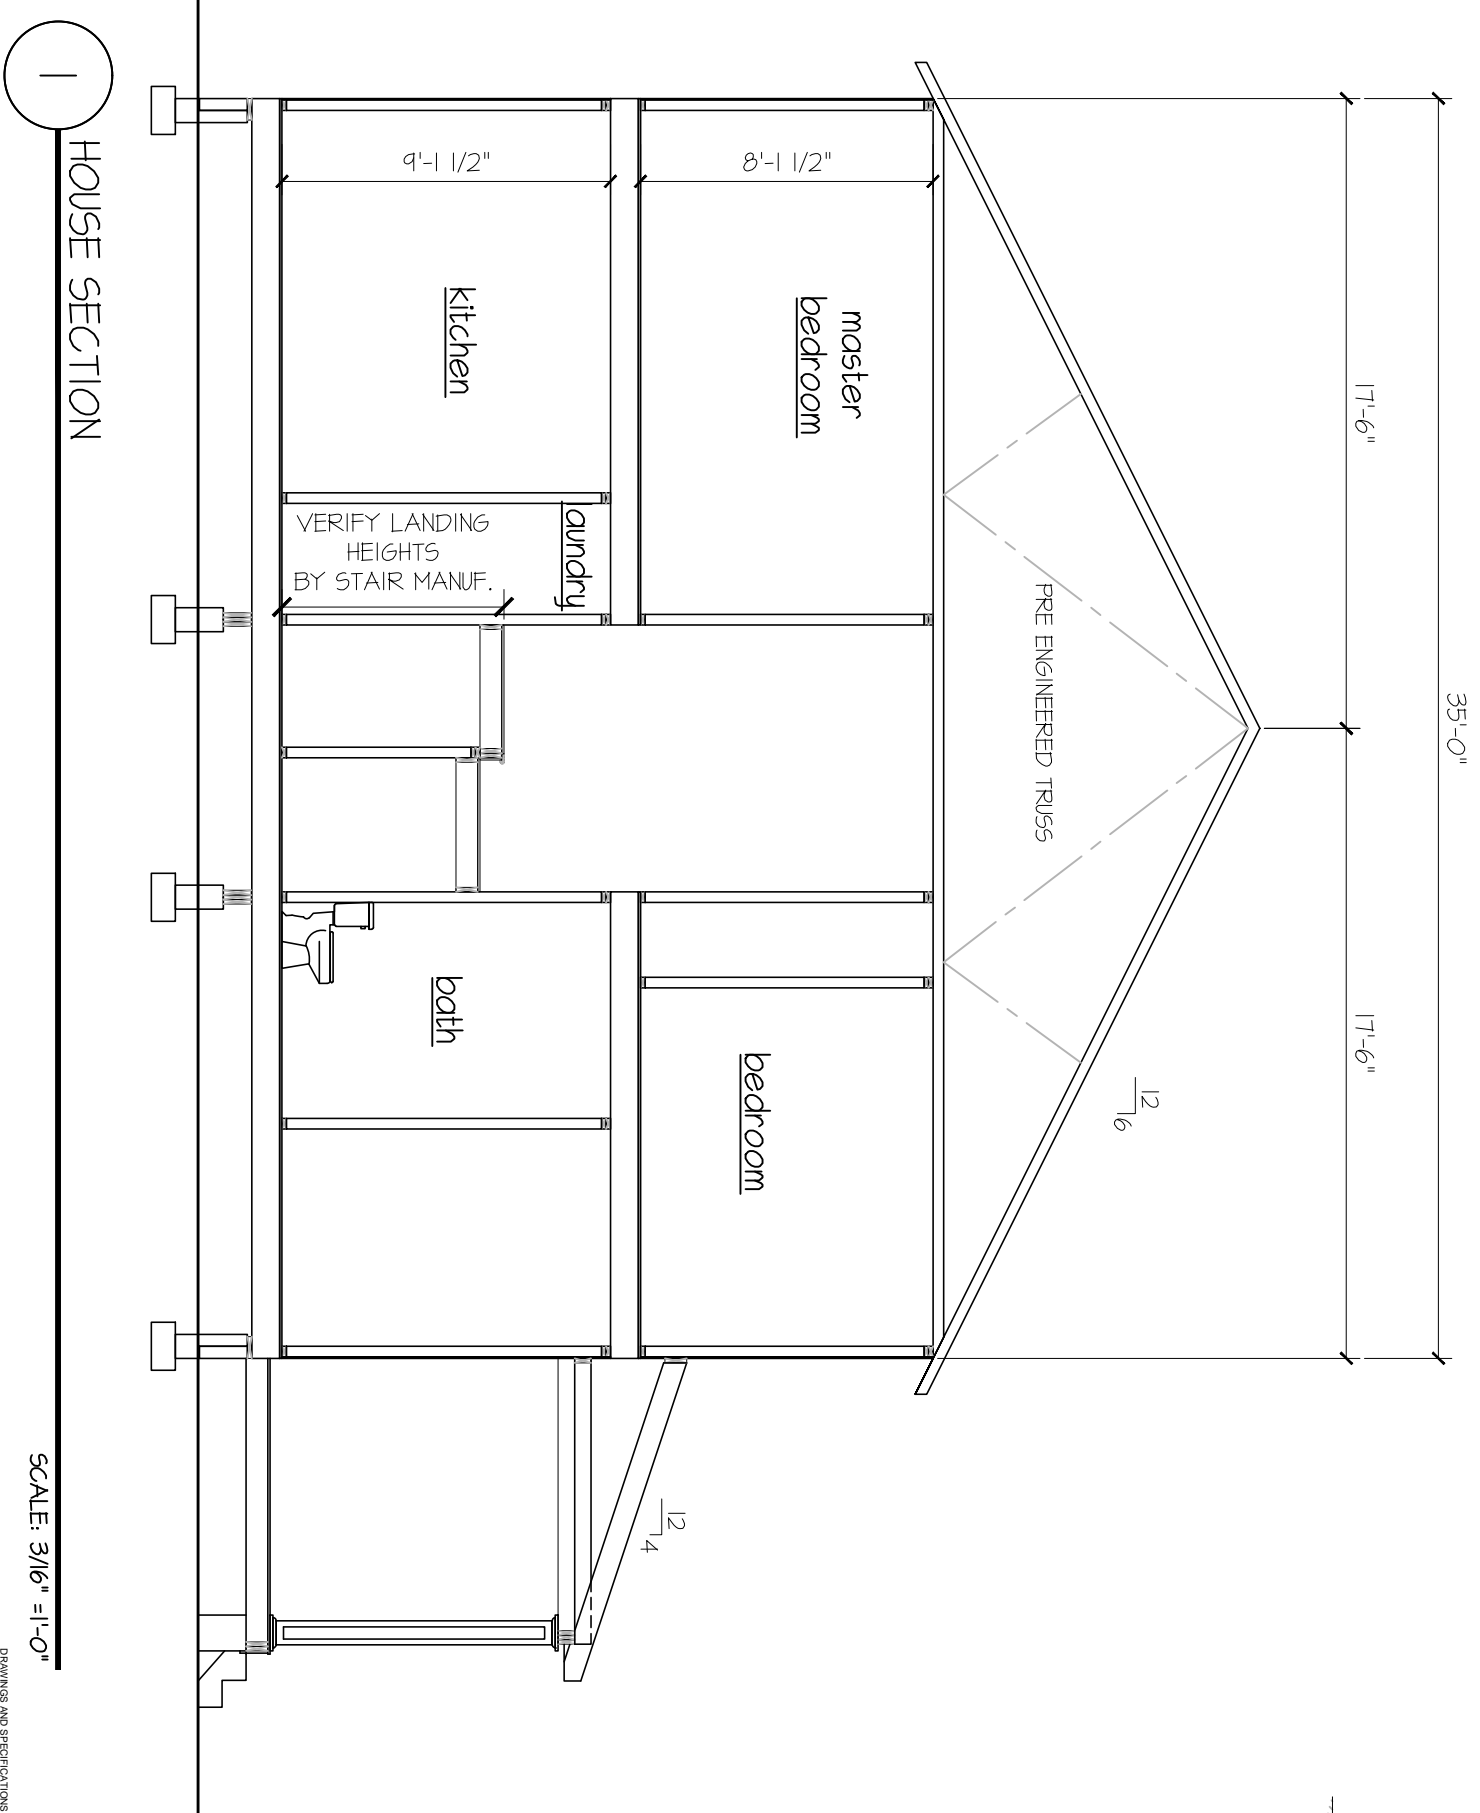 35'-0"
17'-6"
17'-6"
12
6
PRE ENGINEERED TRUSS
master
bedroom
bedroom
8'-1 1/2"
12
4
laundry
kitchen
bath
9'-1 1/2"
VERIFY LANDING
HEIGHTS
BY STAIR MANUF.
1
HOUSE SECTION
SCALE: 3/16" =1'-0"
DRAWINGS AND SPECIFICATIONS